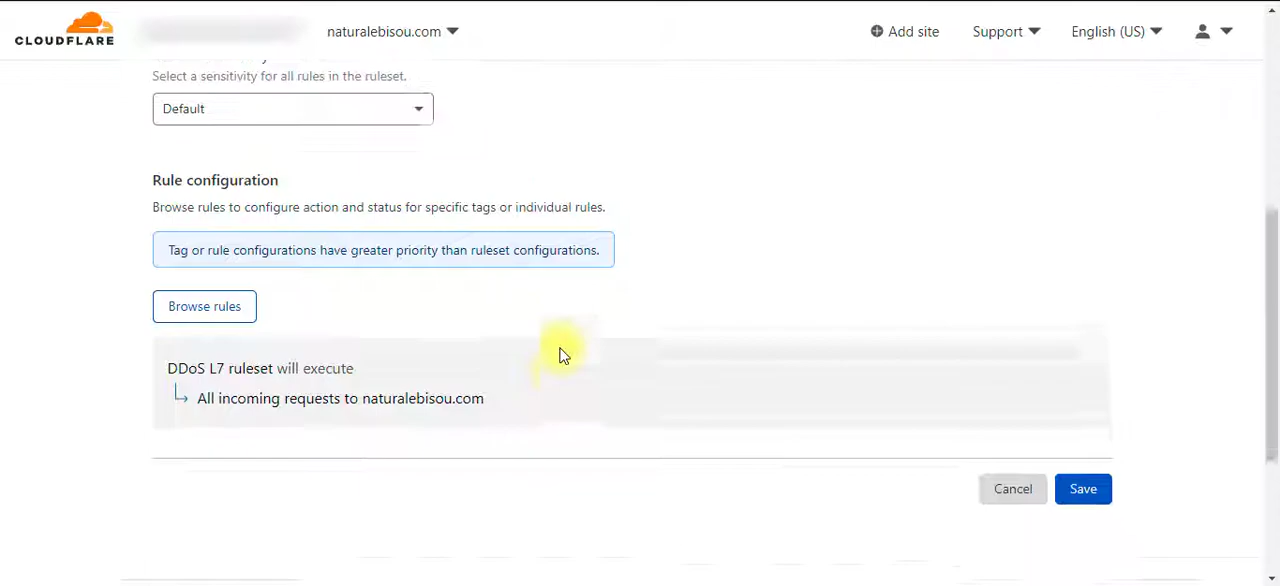 CLOUDFLARE
naturalebisou.com
Add site
Support
English (US)
Select a sensitivity for all rules in the ruleset.
Default
Rule configuration
Browse rules to configure action and status for specific tags or individual rules.
Tag or rule configurations have greater priority than ruleset configurations.
Browse rules
DDoS L7 ruleset will execute
All incoming requests to naturalebisou.com
Cancel
Save